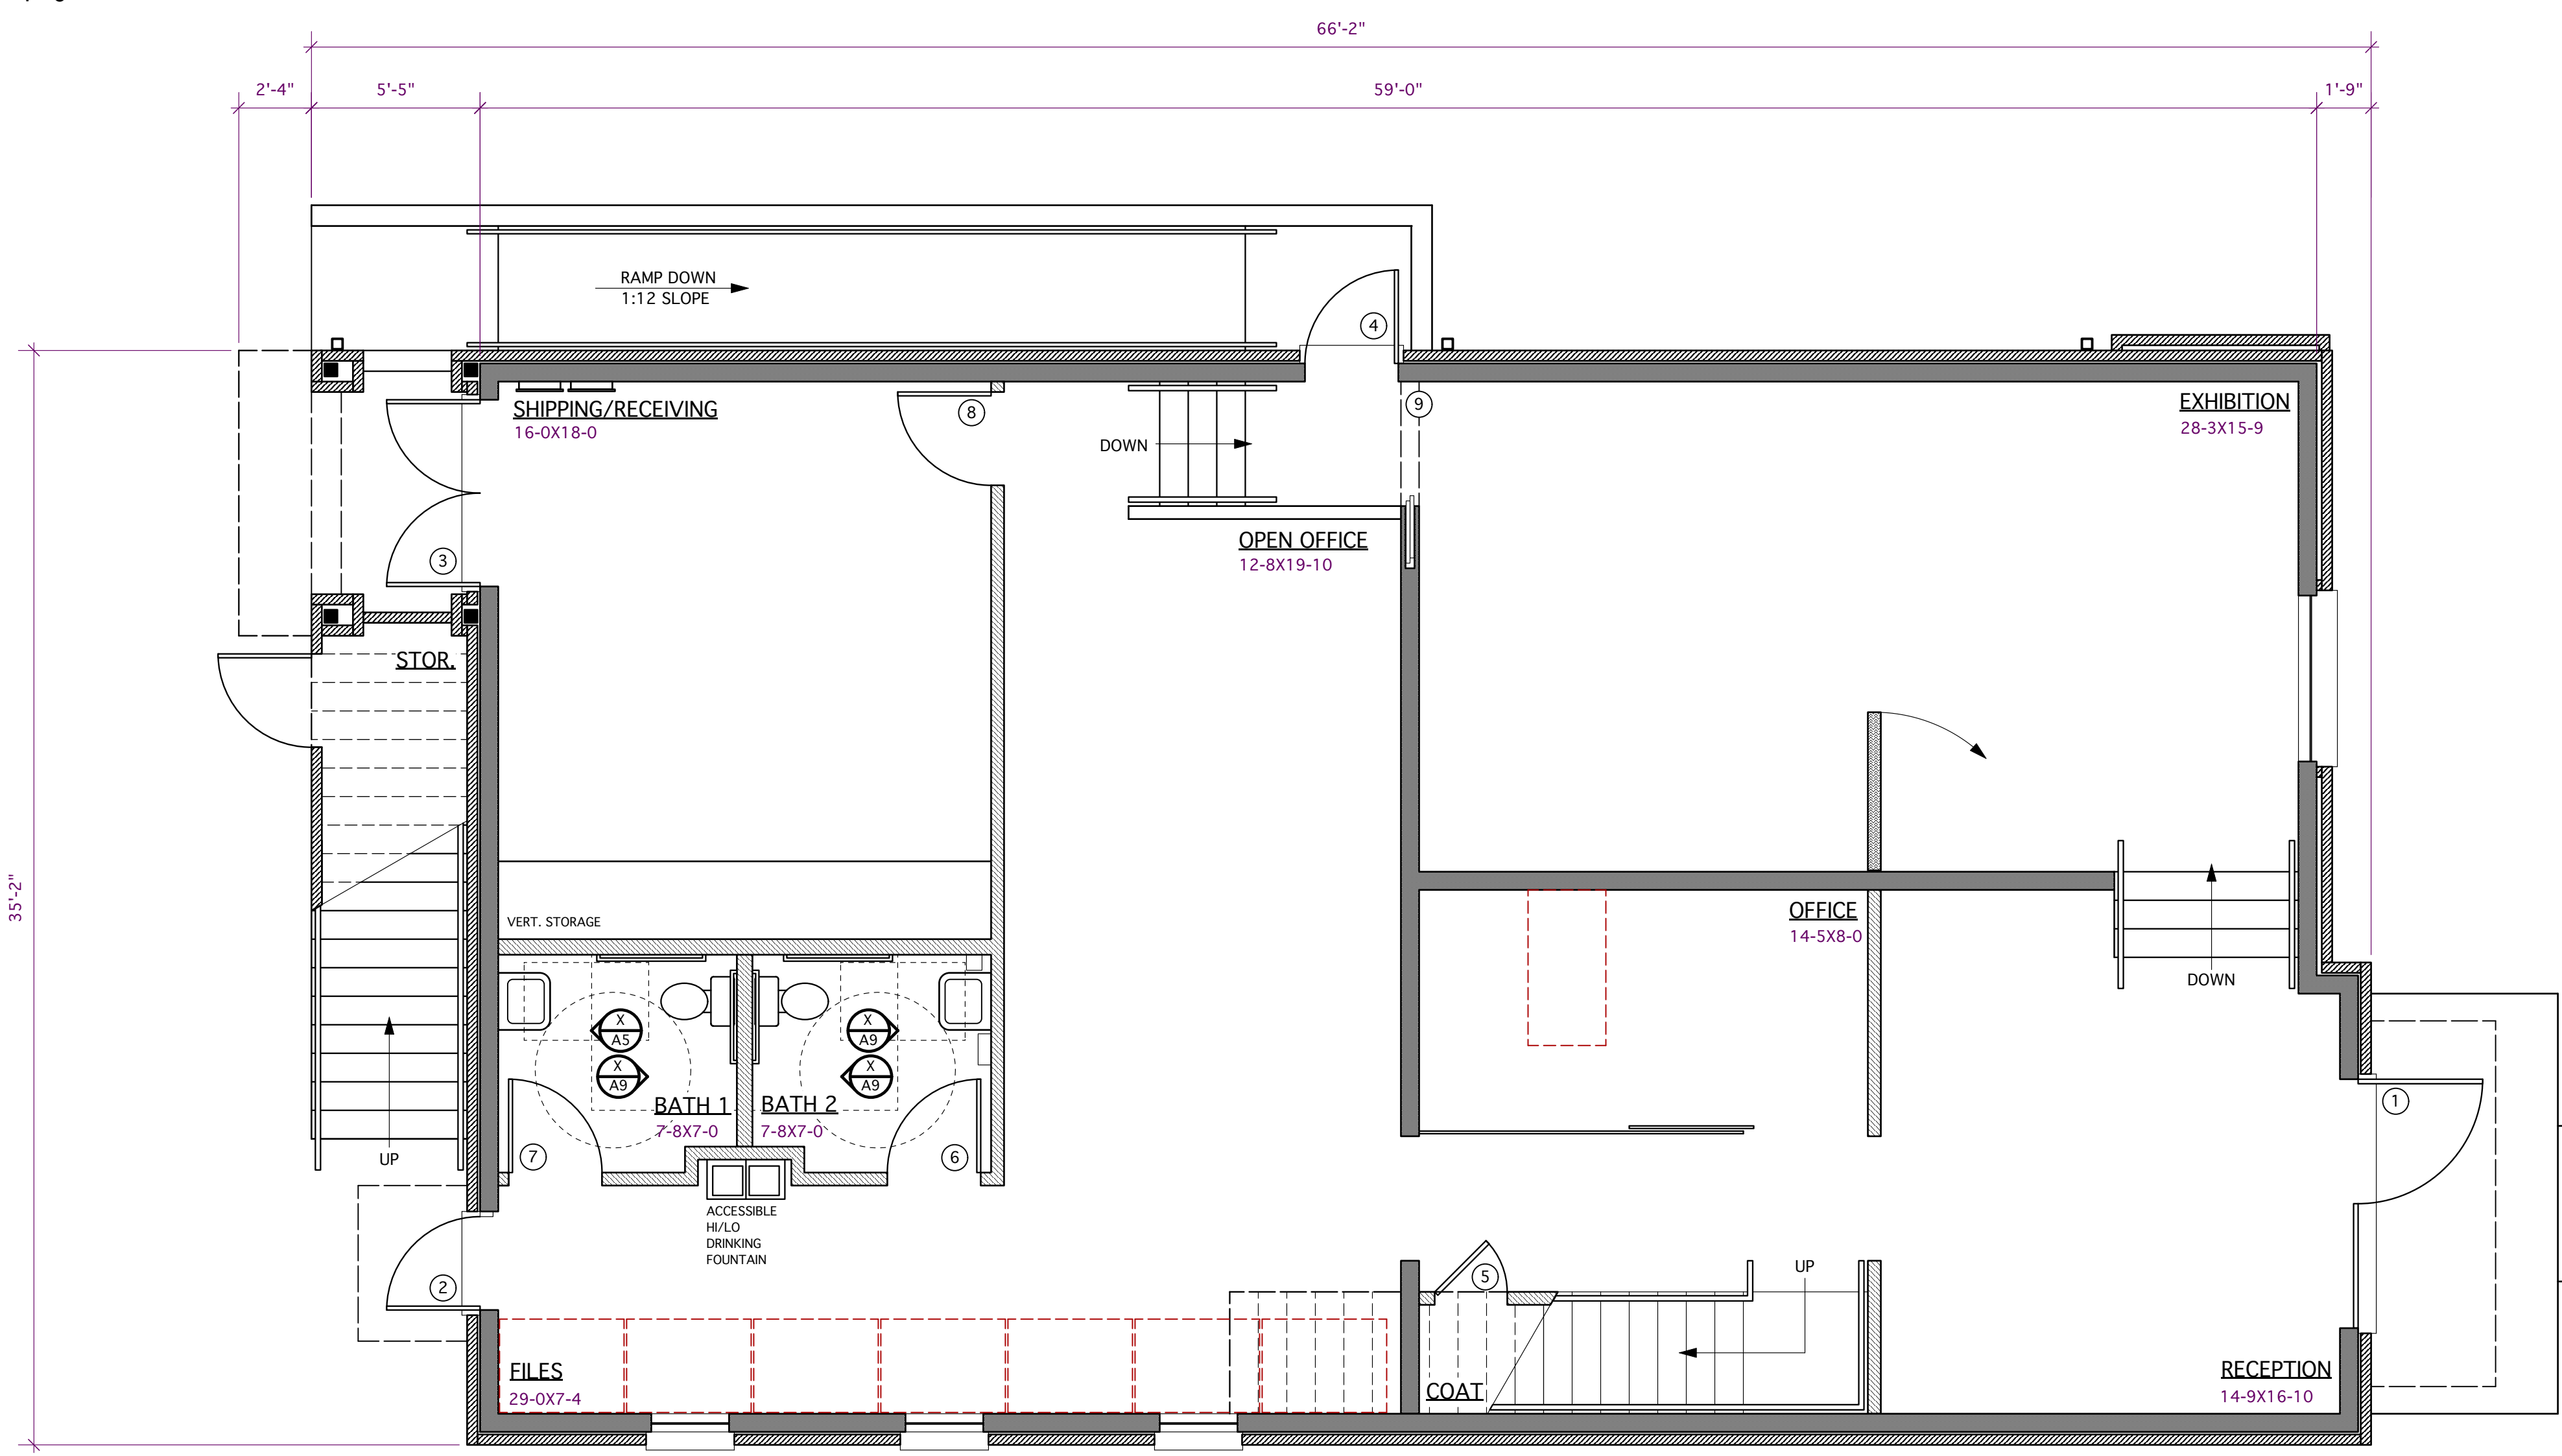 66'-2"
2'-4"
5'-5"
59'-0"
1'-9"
RAMP DOWN
1:12 SLOPE
4
SHIPPING/RECEIVING
16-0X18-0
8
9
EXHIBITION
28-3X15-9
DOWN
OPEN OFFICE
12-8X19-10
3
STOR.
35'-2"
VERT. STORAGE
OFFICE
14-5X8-0
DOWN
X
A5
X
A9
X
A9
X
A9
BATH 1
7-8X7-0
BATH 2
7-8X7-0
1
UP
7
6
ACCESSIBLE
HI/LO
DRINKING
FOUNTAIN
2
5
UP
FILES
29-0X7-4
COAT
RECEPTION
14-9X16-10